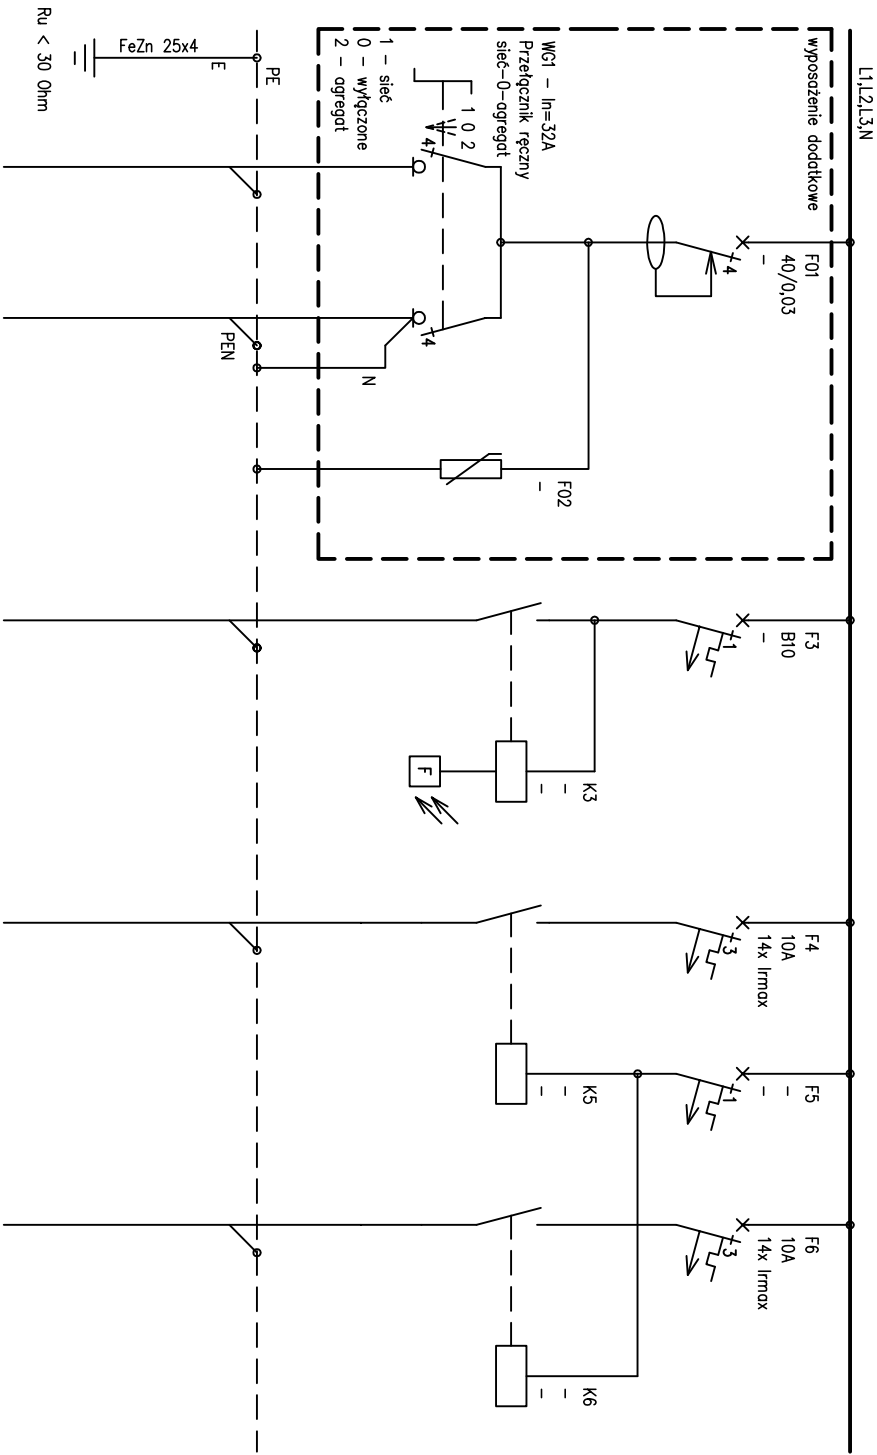 L1,L2,L3,N
wyposażenie dodatkowe
F01
40/0,03
-
4
WG1 - In=32A
Przełącznik ręczny
sieć-0-agregat
1 0 2
4
4
1 - sieć
0 - wyłączone
2 - agregat
N
F02
-
PE
PEN
E
FeZn 25x4
Ru < 30 Ohm
F3
B10
-
1
K3
-
-
F
F4
10A
14x Irmax
3
F5
-
-
1
K5
-
-
F6
10A
14x Irmax
3
K6
-
-